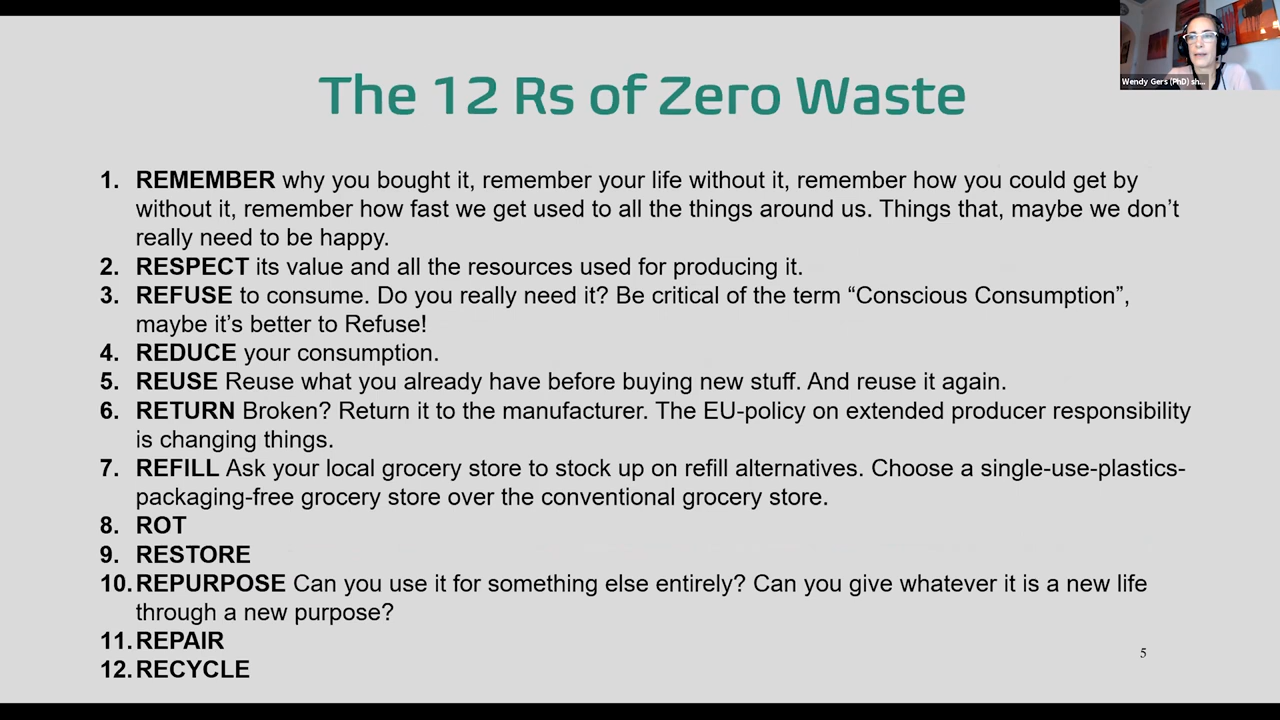 The 12 Rs of Zero Waste
Wendy Gers (PhD) sh...
1. REMEMBER why you bought it, remember your life without it, remember how you could get by
without it, remember how fast we get used to all the things around us. Things that, maybe we don’t
really need to be happy.
2. RESPECT its value and all the resources used for producing it.
3. REFUSE to consume. Do you really need it? Be critical of the term “Conscious Consumption”,
maybe it’s better to Refuse!
4. REDUCE your consumption.
5. REUSE Reuse what you already have before buying new stuff. And reuse it again.
6. RETURN Broken? Return it to the manufacturer. The EU-policy on extended producer responsibility
is changing things.
7. REFILL Ask your local grocery store to stock up on refill alternatives. Choose a single-use-plastics-
packaging-free grocery store over the conventional grocery store.
8. ROT
9. RESTORE
10. REPURPOSE Can you use it for something else entirely? Can you give whatever it is a new life
through a new purpose?
11. REPAIR
12. RECYCLE
5